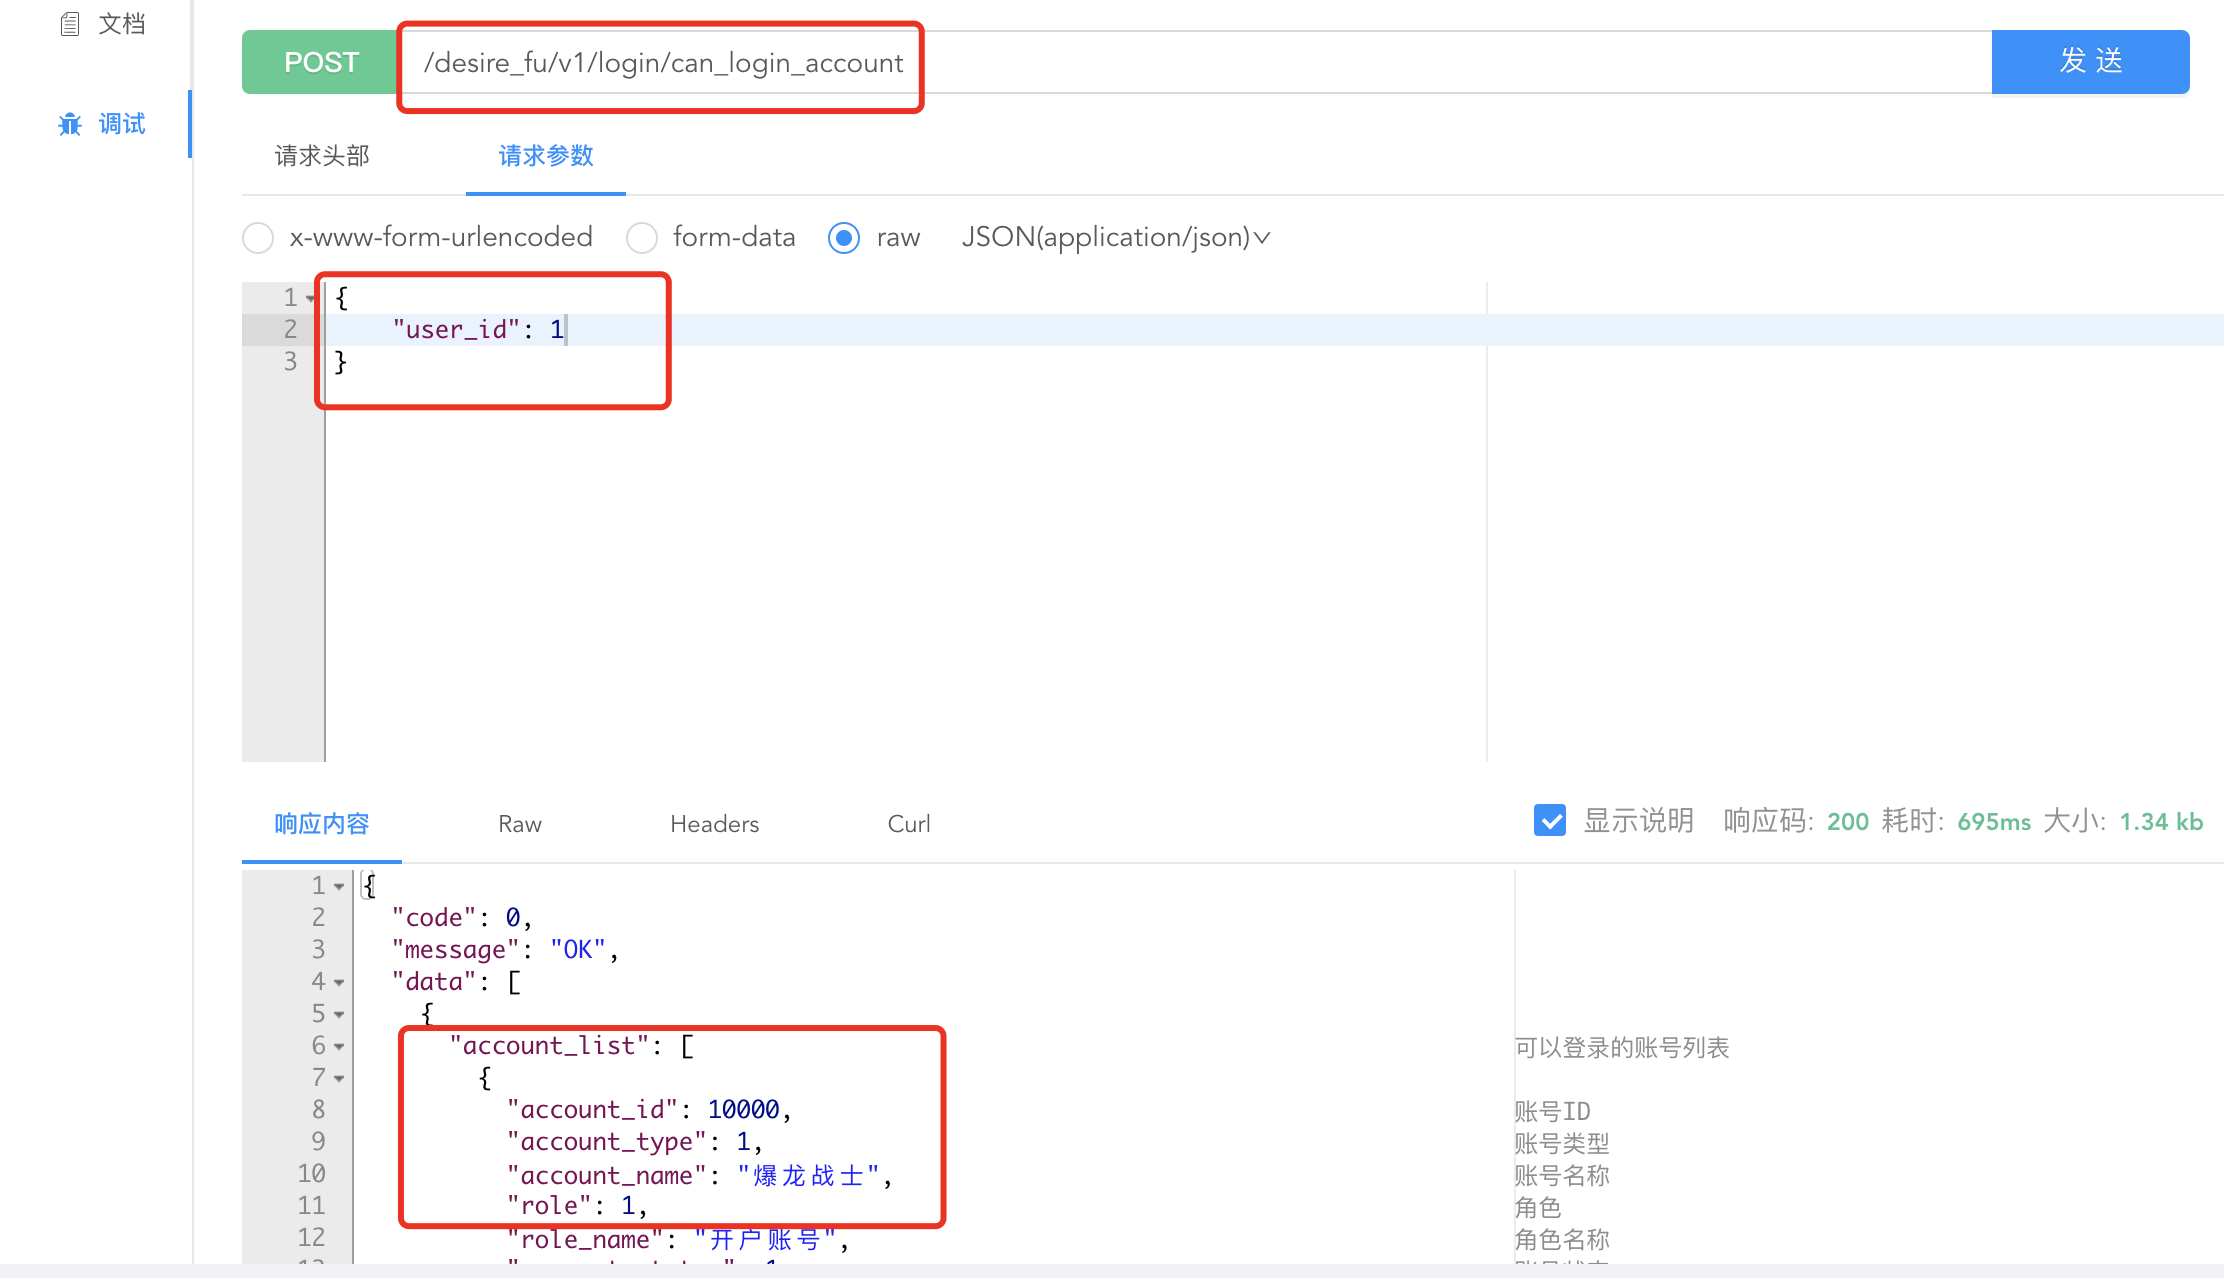 文档
POST /desire_fu/v1/login/can_login_account 发 送
调试
请求头部 请求参数
x-www-form-urlencoded form-data raw JSON(application/json)
1 {
2 "user_id": 1
3 }
响应内容 Raw Headers Curl 显示说明 响应码: 200 耗时: 695ms 大小: 1.34 kb
1 {
2 "code": 0,
3 "message": "OK",
4 "data": [
5 {
6 "account_list": [ 可以登录的账号列表
7 {
8 "account_id": 10000, 账号ID
9 "account_type": 1, 账号类型
10 "account_name": "爆龙战士", 账号名称
11 "role": 1, 角色
12 "role_name": "开户账号", 角色名称